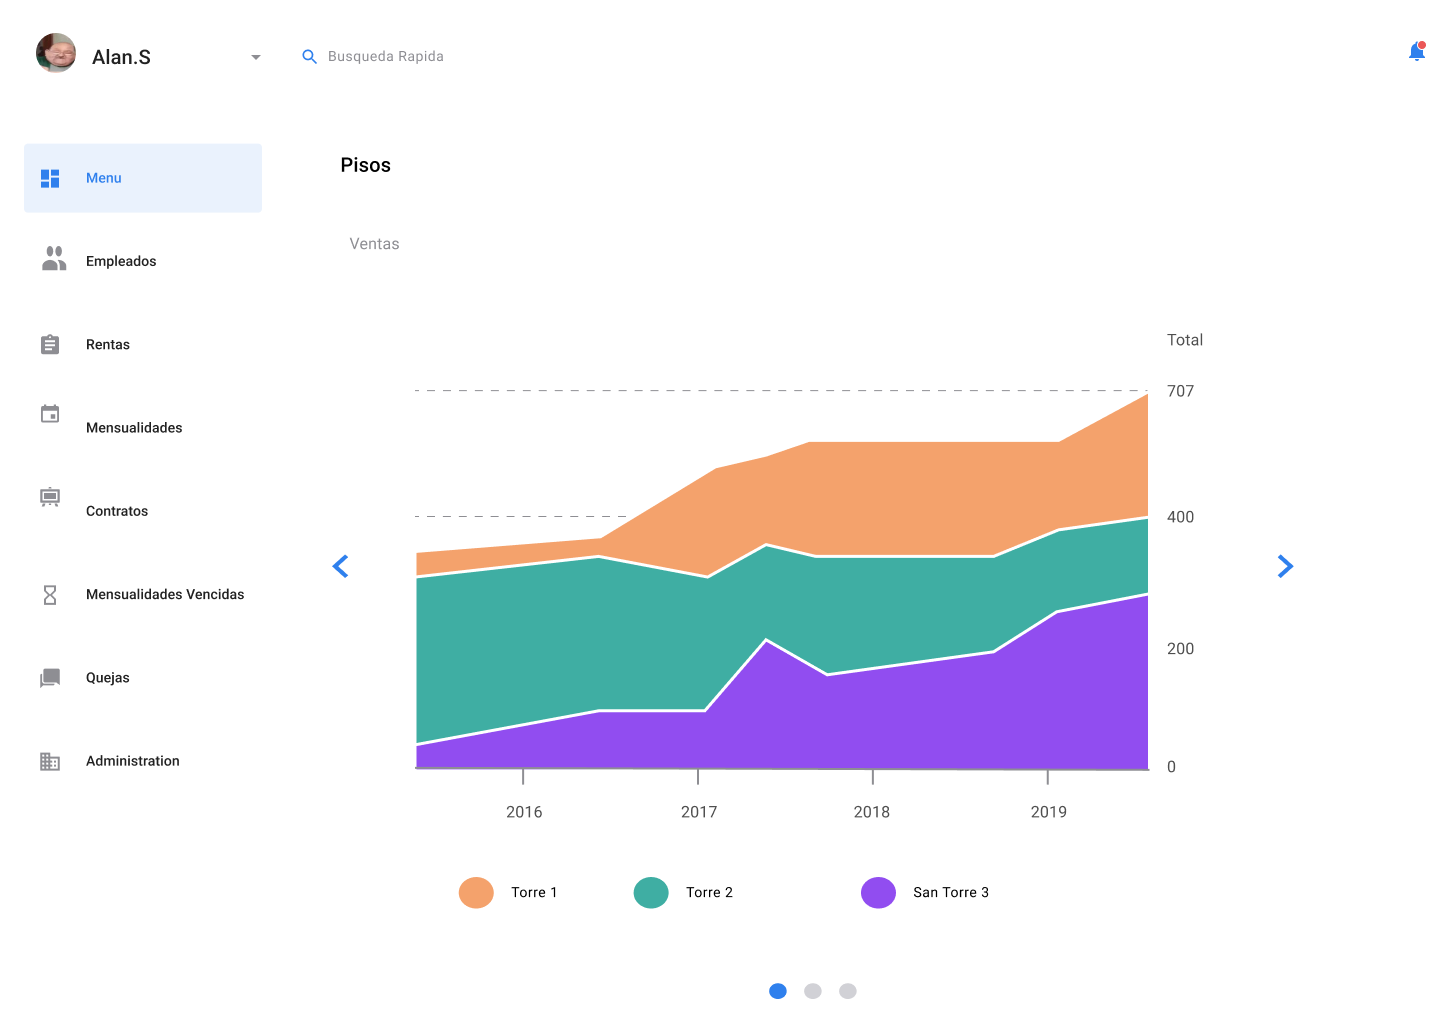 Alan.S
Busqueda Rapida
Menu
Empleados
Rentas
Mensualidades
Contratos
Mensualidades Vencidas
Quejas
Administration
Pisos
Ventas
Total
707
400
200
0
2016 2017 2018 2019
Torre 1 Torre 2 San Torre 3